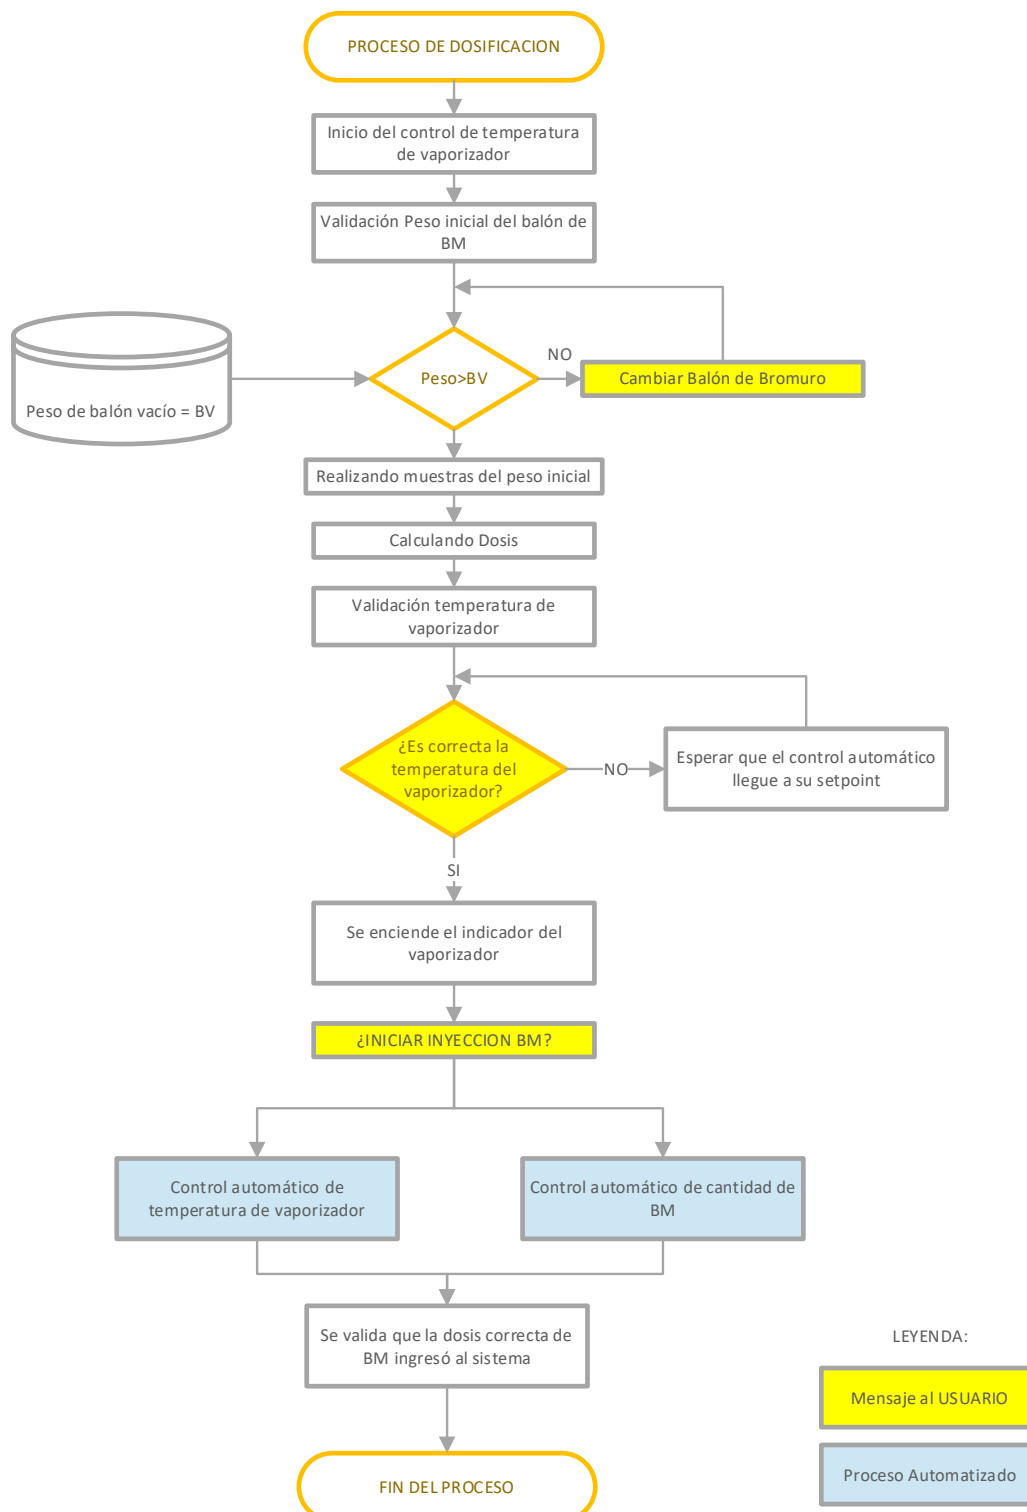 PROCESO DE DOSIFICACION
Inicio del control de temperatura
de vaporizador
Validación Peso inicial del balón de
BM
Peso>BV
NO
Cambiar Balón de Bromuro
Peso de balón vacío = BV
Realizando muestras del peso inicial
Calculando Dosis
Validación temperatura de
vaporizador
¿Es correcta la
temperatura del
vaporizador?
NO
Esperar que el control automático
llegue a su setpoint
SI
Se enciende el indicador del
vaporizador
¿INICIAR INYECCION BM?
Control automático de
temperatura de vaporizador
Control automático de cantidad de
BM
Se valida que la dosis correcta de
BM ingresó al sistema
LEYENDA:
Mensaje al USUARIO
Proceso Automatizado
FIN DEL PROCESO